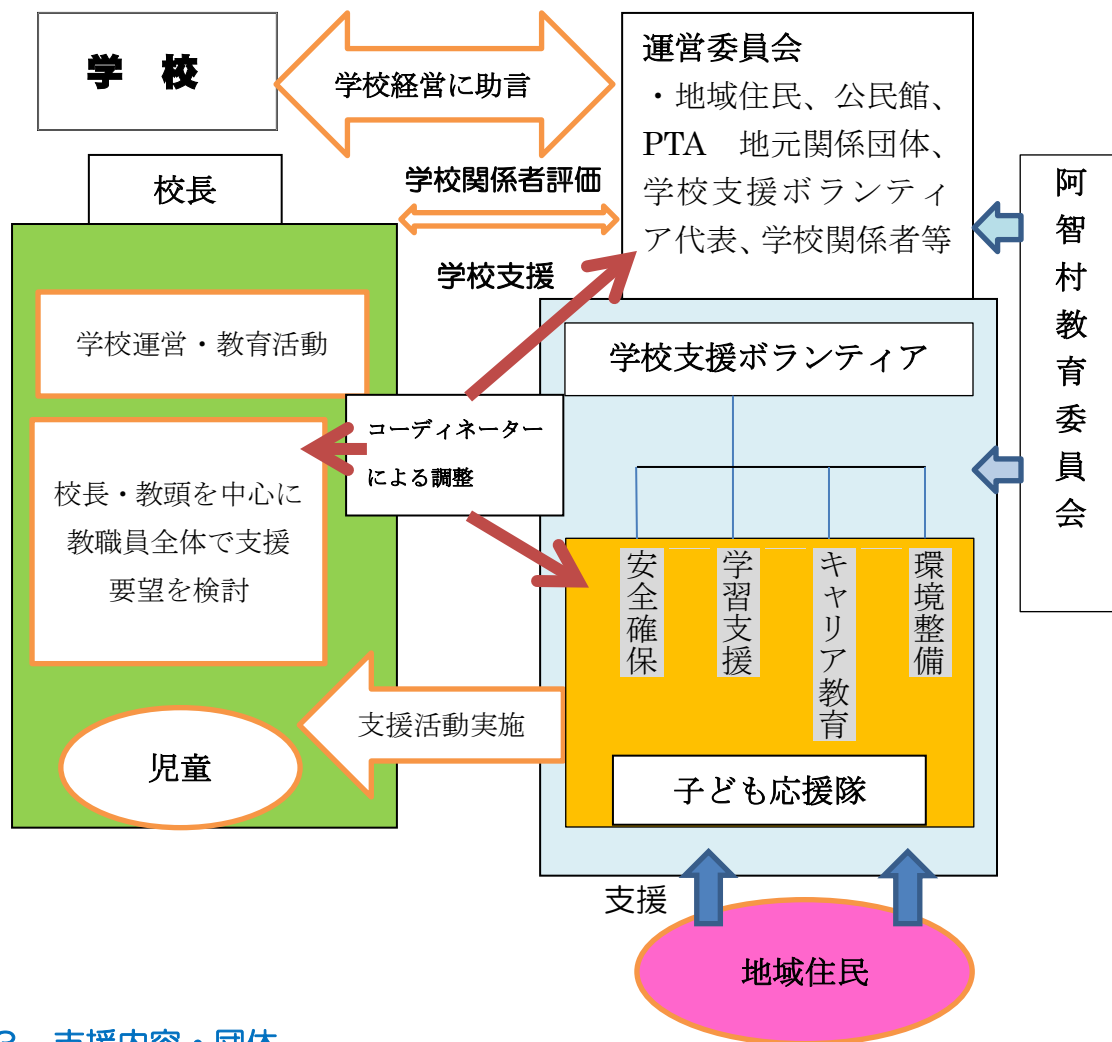 学 校
学校経営に助言
運営委員会
・地域住民、公民館、
PTA 地元関係団体、
学校支援ボランティ
ア代表、学校関係者等
校長
学校関係者評価
学校支援
阿智村教育委員会
学校運営・教育活動
学校支援ボランティア
コーディネーター
による調整
校長・教頭を中心に
教職員全体で支援
要望を検討
安全確保
学習支援
キャリア教育
環境整備
支援活動実施
児童
子ども応援隊
支援
地域住民
支援内容・団体